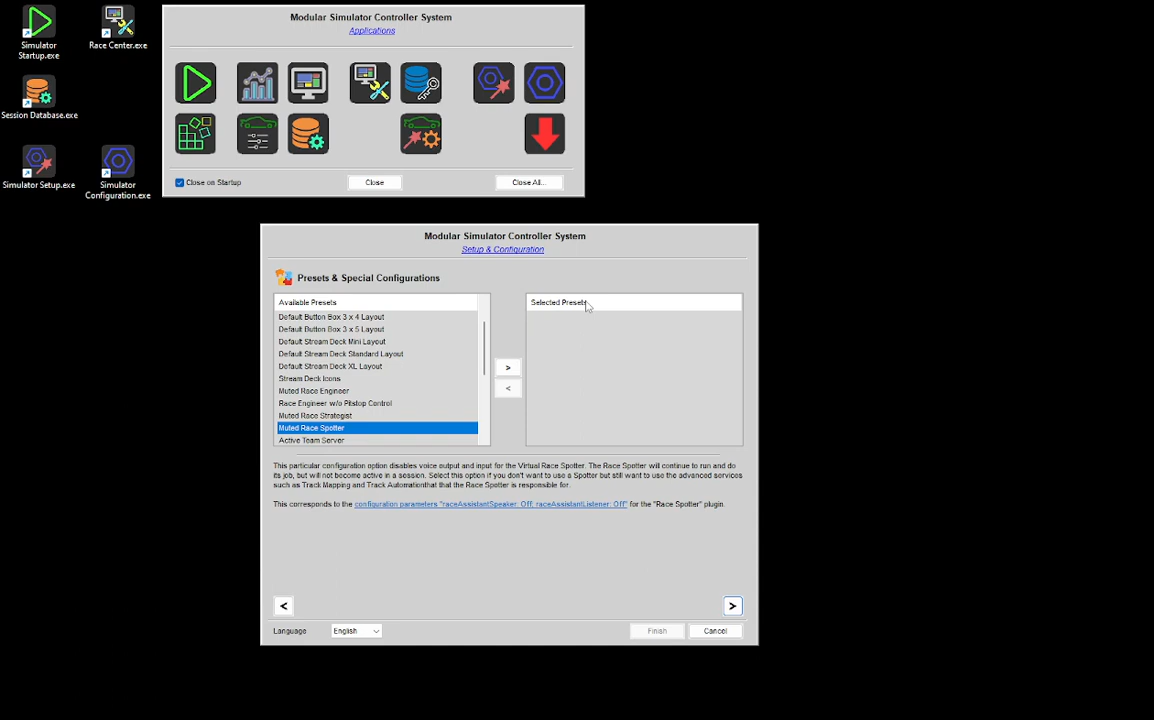 Simulator
Startup.exe
Race Center.exe
Session Database.exe
Simulator Setup.exe
Simulator
Configuration.exe
Modular Simulator Controller System
Applications
Close on Startup
Close
Close All...
Modular Simulator Controller System
Setup & Configuration
Presets & Special Configurations
Available Presets
Default Button Box 3 x 4 Layout
Default Button Box 3 x 5 Layout
Default Stream Deck Mini Layout
Default Stream Deck Standard Layout
Default Stream Deck XL Layout
Stream Deck Icons
Muted Race Engineer
Race Engineer w/o Pitstop Control
Muted Race Strategist
Muted Race Spotter
Active Team Server
>
<
Selected Presets
This particular configuration option disables voice output and input for the Virtual Race Spotter. The Race Spotter will continue to run and do
its job, but will not become active in a session. Select this option if you don't want to use a Spotter but still want to use the advanced services
such as Track Mapping and Track Automationthat that the Race Spotter is responsible for.
This corresponds to the configuration parameters "raceAssistantSpeaker: Off; raceAssistantListener: Off" for the "Race Spotter" plugin.
<
>
Language
English
Finish
Cancel